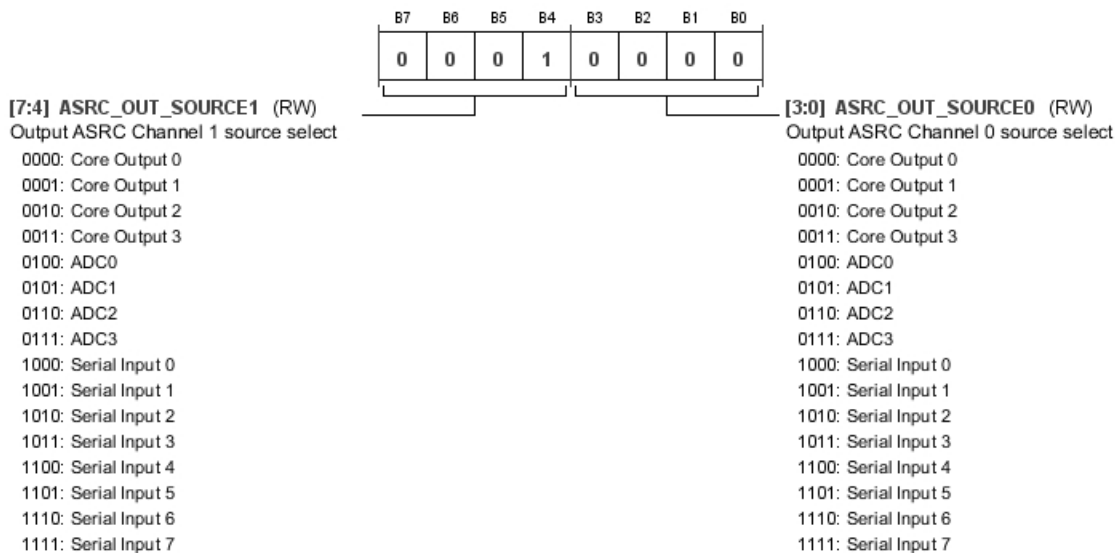 B7 B6 B5 B4 B3 B2 B1 B0
0 0 0 1 0 0 0 0
[7:4] ASRC_OUT_SOURCE1 (RW)
Output ASRC Channel 1 source select
0000: Core Output 0
0001: Core Output 1
0010: Core Output 2
0011: Core Output 3
0100: ADC0
0101: ADC1
0110: ADC2
0111: ADC3
1000: Serial Input 0
1001: Serial Input 1
1010: Serial Input 2
1011: Serial Input 3
1100: Serial Input 4
1101: Serial Input 5
1110: Serial Input 6
1111: Serial Input 7
[3:0] ASRC_OUT_SOURCE0 (RW)
Output ASRC Channel 0 source select
0000: Core Output 0
0001: Core Output 1
0010: Core Output 2
0011: Core Output 3
0100: ADC0
0101: ADC1
0110: ADC2
0111: ADC3
1000: Serial Input 0
1001: Serial Input 1
1010: Serial Input 2
1011: Serial Input 3
1100: Serial Input 4
1101: Serial Input 5
1110: Serial Input 6
1111: Serial Input 7